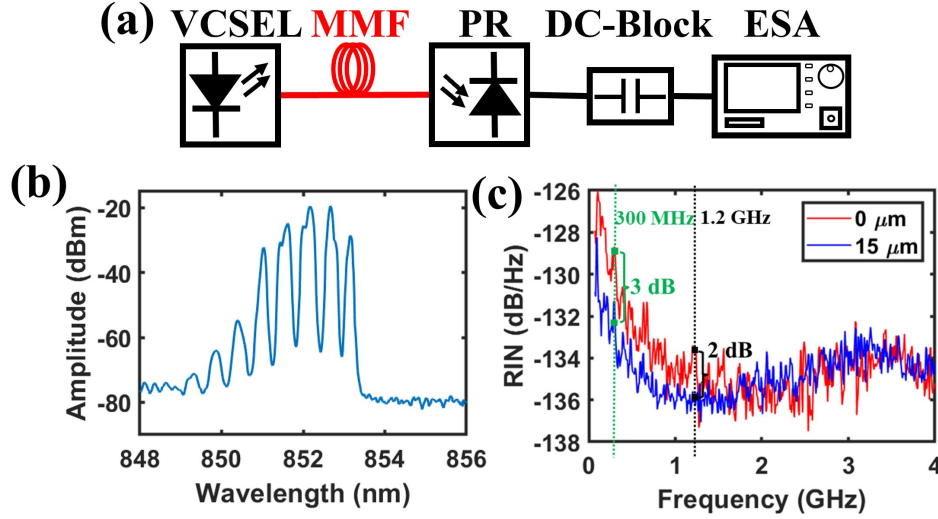 (a) VCSEL MMF PR DC-Block ESA
(b)
-20
-40
-60
-80
Amplitude (dBm)
848 850 852 854 856
Wavelength (nm)
(c)
-126
-128
-130
-132
-134
-136
-138
RIN (dB/Hz)
300 MHz 1.2 GHz
0 μm
15 μm
3 dB
2 dB
0 1 2 3 4
Frequency (GHz)